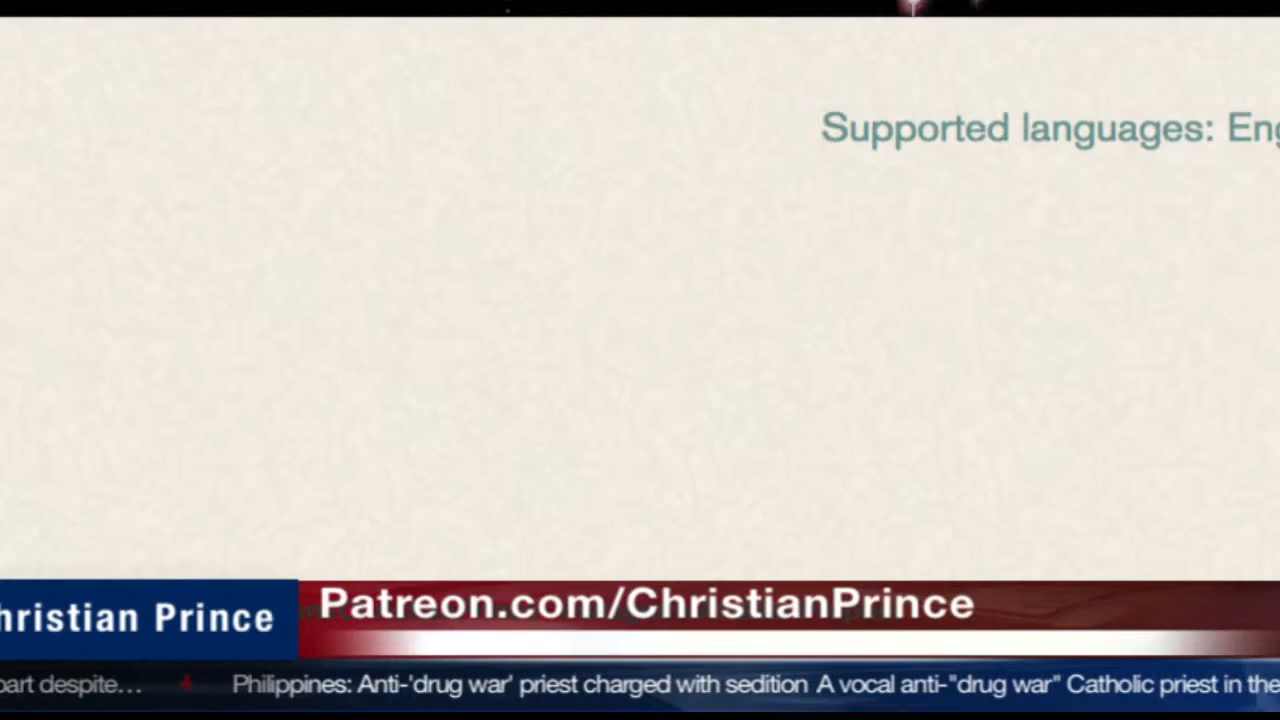 Supported languages: Eng
hristian Prince
Patreon.com/ChristianPrince
part despite...
Philippines: Anti-'drug war' priest charged with sedition A vocal anti-"drug war" Catholic priest in the